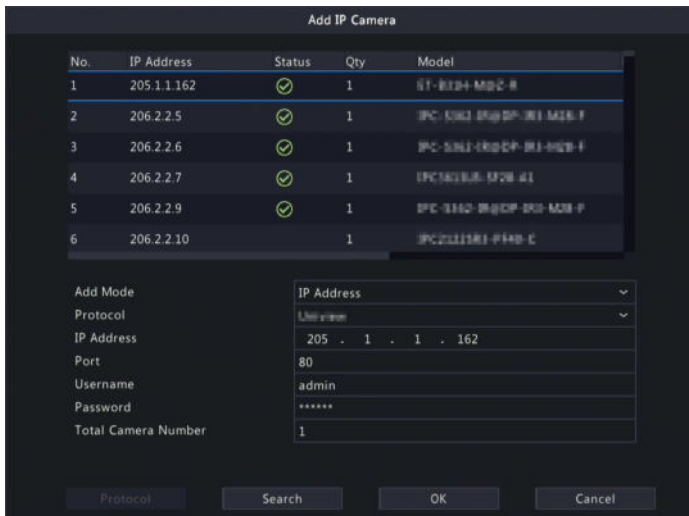 Add IP Camera
No. IP Address Status Qty Model
1 205.1.1.162 1
2 206.2.2.5 1
3 206.2.2.6 1
4 206.2.2.7 1
5 206.2.2.9 1
6 206.2.2.10 1
Add Mode IP Address
Protocol
IP Address 205 . 1 . 1 . 162
Port 80
Username admin
Password ******
Total Camera Number 1
Protocol Search OK Cancel